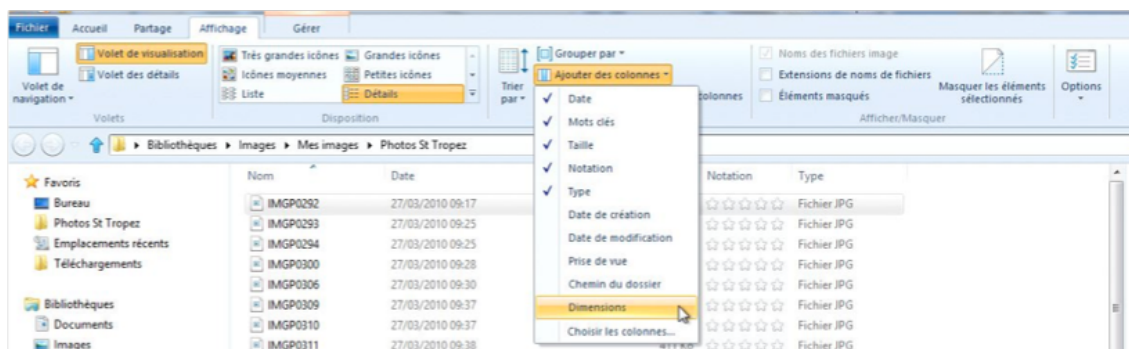 Fichier Accueil Partage Affichage Gérer
Volet de visualisation Très grandes icônes Grandes icônes Grouper par Noms des fichiers image
Volet des détails Icônes moyennes Petites icônes Ajouter des colonnes Extensions de noms de fichiers
Volet de navigation Liste Détails Trier par colonnes Éléments masqués Masquer les éléments sélectionnés Options
Volets Disposition Afficher/Masquer
Date
Mots clés
Taille
Notation
Type
Date de création
Date de modification
Prise de vue
Chemin du dossier
Dimensions
Choisir les colonnes...
Bibliothèques Images Mes images Photos St Tropez
Favoris
Bureau
Photos St Tropez
Emplacements récents
Téléchargements
Bibliothèques
Documents
Images
Nom Date Notation Type
IMGP0292 27/03/2010 09:17 Fichier JPG
IMGP0293 27/03/2010 09:25 Fichier JPG
IMGP0294 27/03/2010 09:25 Fichier JPG
IMGP0300 27/03/2010 09:28 Fichier JPG
IMGP0306 27/03/2010 09:30 Fichier JPG
IMGP0309 27/03/2010 09:37 Fichier JPG
IMGP0310 27/03/2010 09:37 Fichier JPG
IMGP0311 27/03/2010 09:38 Fichier JPG